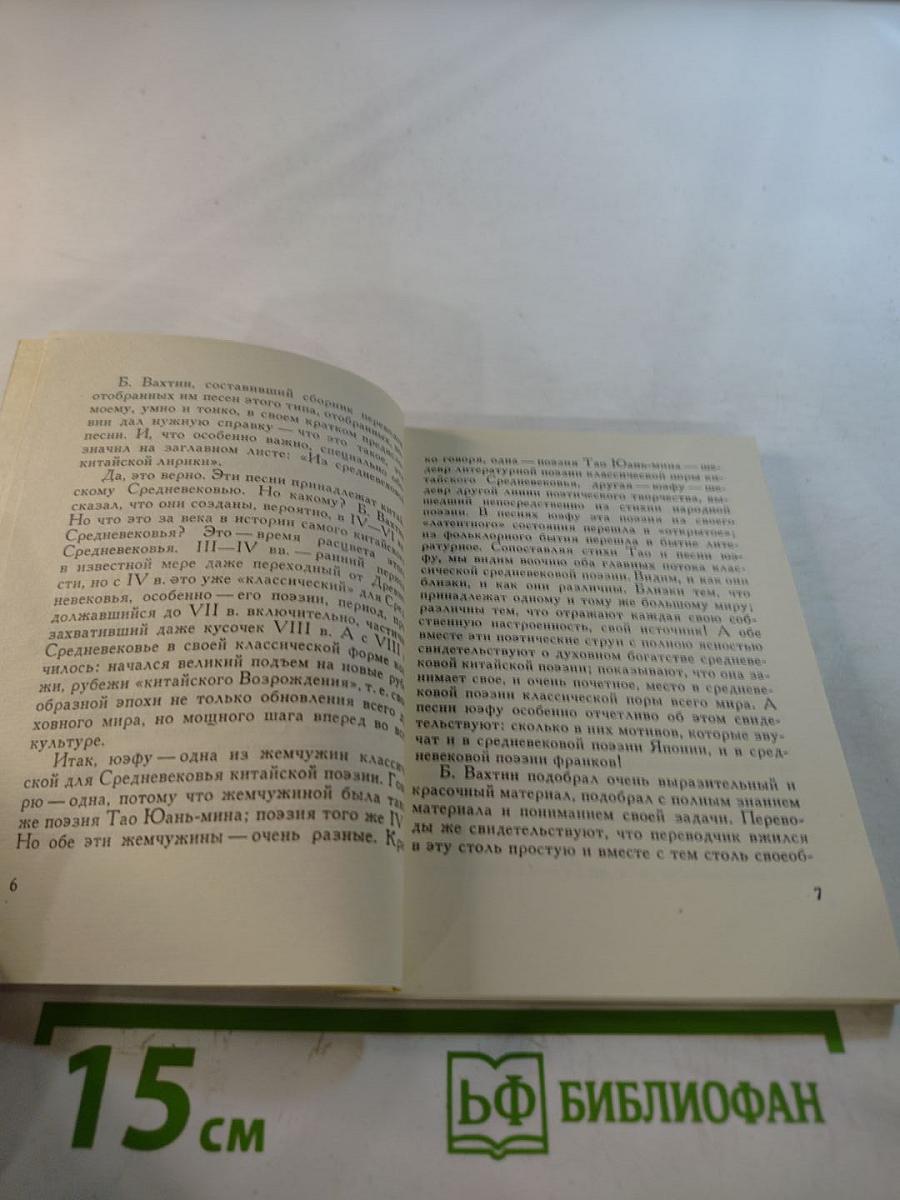 Б. Вахтин, составивший сборник
отобранных им песен этого типа, отобранных,
моему, умно и тонко, в своем кратком
вии дал нужную справку — что это такое,
песни. И, что особенно важно, специально
значил на заглавном листе: «Из средневековой
китайской лирики».
Да, это верно. Эти песни принадлежат
скому Средневековью. Но какому? Б.
сказал, что они созданы, вероятно, в IV—VI
Но что это за века в истории самого
Средневековья? Это — время расцвета
Средневековья. III—IV вв. — ранний
в известной мере даже переходный от
сти, но с IV в. это уже «классический» для
невековья, особенно — его поэзии, период,
должавшийся до VII в. включительно,
захвативший даже кусочек VIII в. А с VIII
Средневековье в своей классической форме
чилось: начался великий подъем на новые
жи, рубежи «китайского Возрождения», т. е.
образной эпохи не только обновления всего
ховного мира, но мощного шага вперед во
культуре.
Итак, юэфу — одна из жемчужин
ской для Средневековья китайской поэзии.
рю — одна, потому что жемчужиной была
же поэзия Тао Юань-мина; поэзия того же IV
Но обе эти жемчужины — очень разные.
6
ко говоря, одна — поэзия Тао Юань-мина — ше-
девр литературной поэзии классической поры ки-
тайского Средневековья, другая — юэфу — ше-
девр другой линии поэтического творчества, вы-
шедший непосредственно из стихии народной
поэзии. В песнях юэфу эта поэзия из своего
«латентного» состояния перешла в «открытое»;
из фольклорного бытия перешла в бытие лите-
ратурное. Сопоставляя стихи Тао и песни юэ-
фу, мы видим воочию оба главных потока клас-
сической средневековой поэзии. Видим, и как они
близки, и как они различны. Близки тем, что
принадлежат одному и тому же большому миру;
различны тем, что отражают каждая свою соб-
ственную настроенность, свой источник! А обе
вместе эти поэтические струи с полною ясностью
свидетельствуют о духовном богатстве средневе-
ковой китайской поэзии; показывают, что она за-
нимает свое, и очень почетное, место в средневе-
ковой поэзии классической поры всего мира. А
песни юэфу особенно отчетливо об этом свиде-
тельствуют: сколько в них мотивов, которые зву-
чат и в средневековой поэзии Японии, и в сред-
невековой поэзии франков!
Б. Вахтин подобрал очень выразительный и
красочный материал, подобрал с полным знанием
материала и пониманием своей задачи. Перево-
ды же свидетельствуют, что переводчик вжился
в эту столь простую и вместе с тем столь своеоб-
7
15 см
БФ БИБЛИОФАН